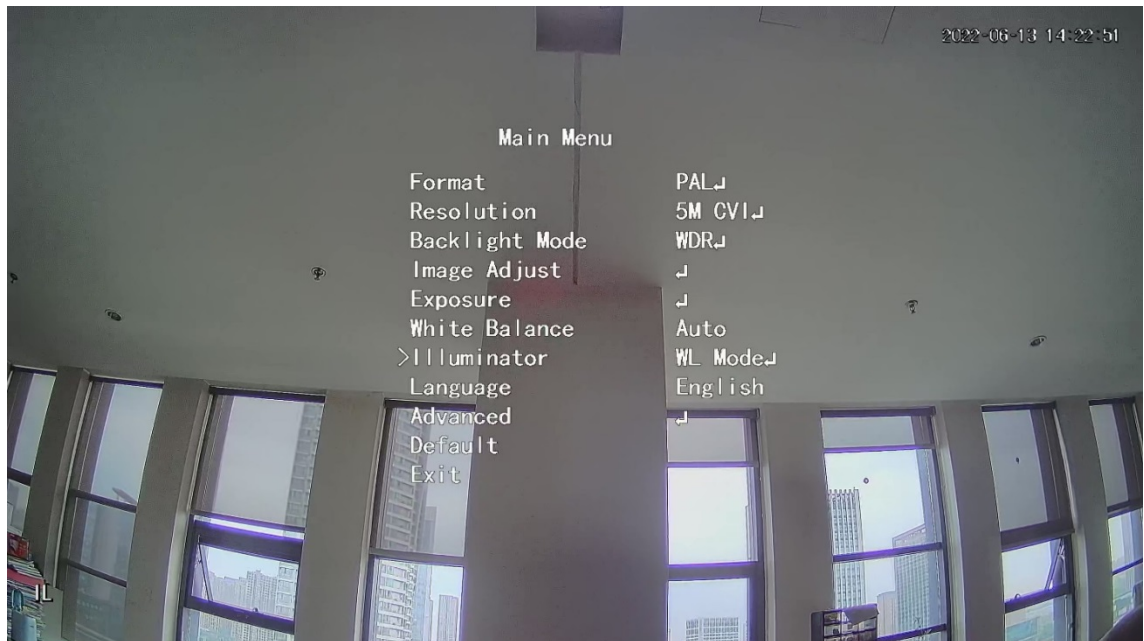 2022-06-13 14:22:51
Main Menu
Format PAL↵
Resolution 5M CVI↵
Backlight Mode WDR↵
Image Adjust ↵
Exposure ↵
White Balance Auto
>Illuminator WL Mode↵
Language English
Advanced ↵
Default
Exit
IL